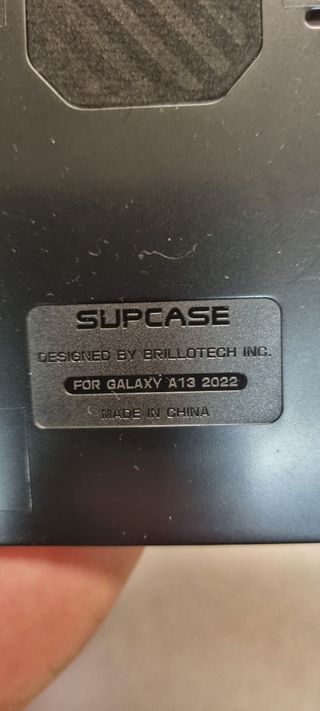 SUPCASE
DESIGNED BY BRILLOTECH INC.
FOR GALAXY A13 2022
MADE IN CHINA